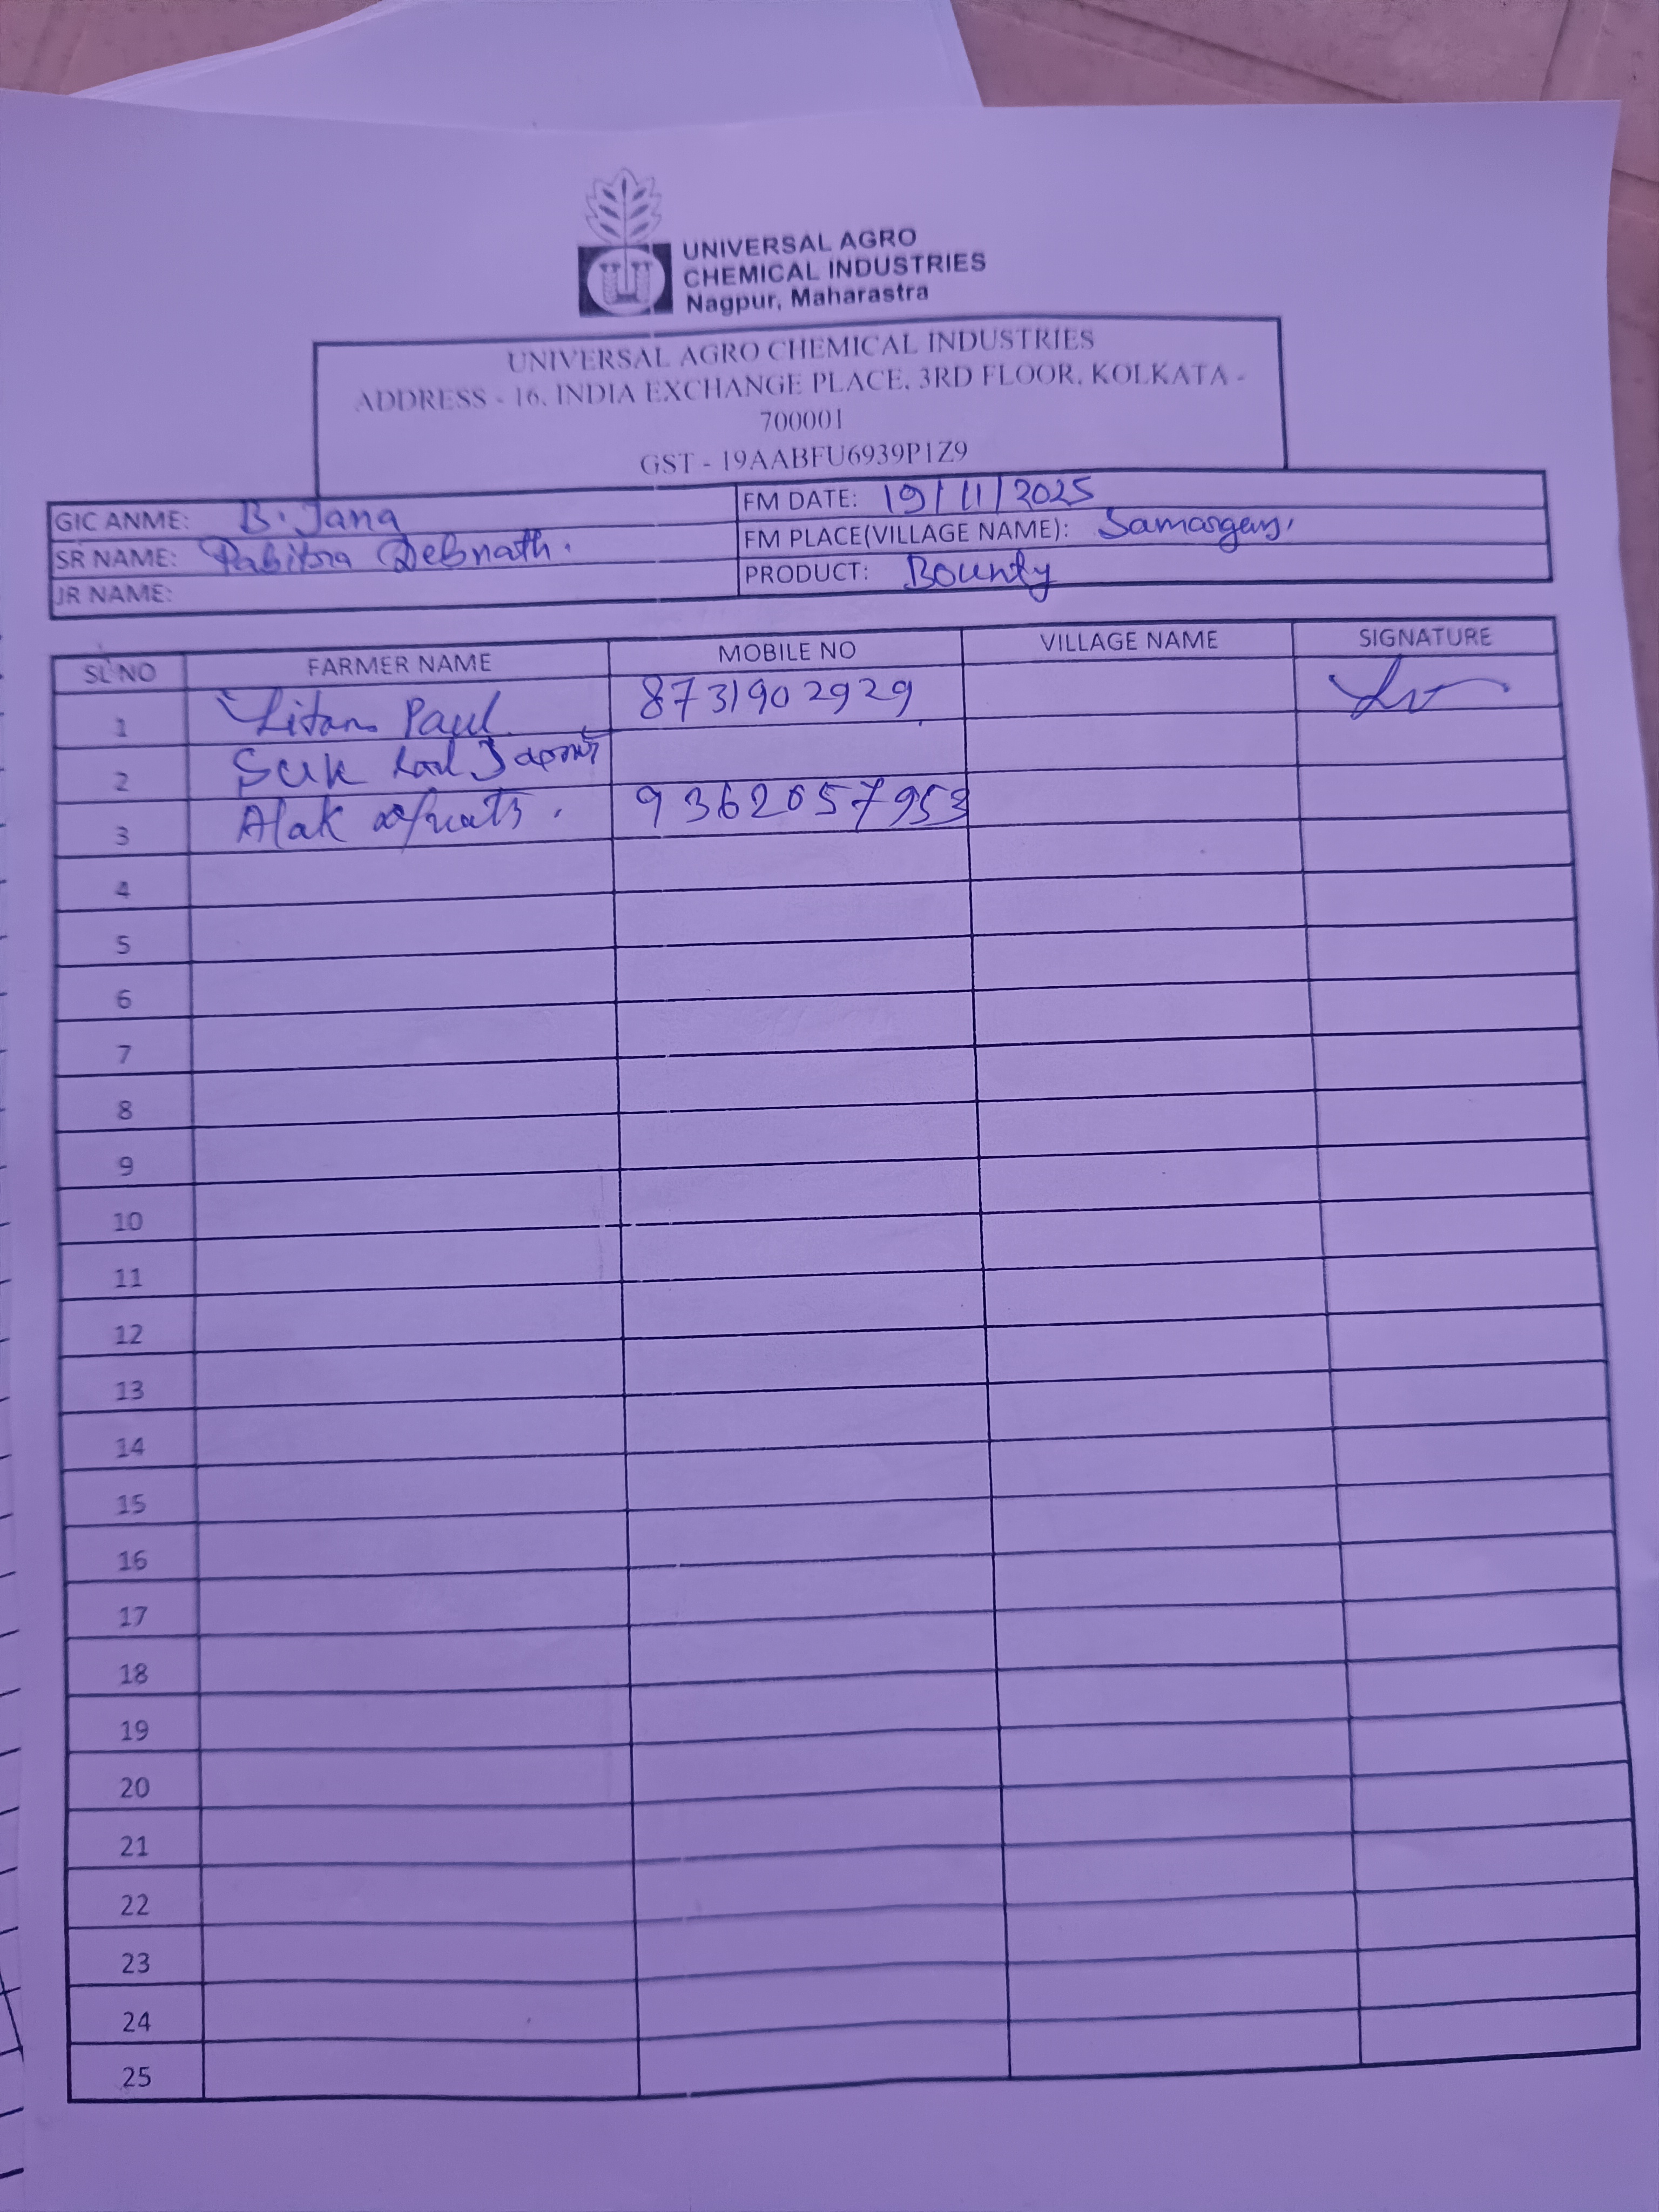 UNIVERSAL AGRO
CHEMICAL INDUSTRIES
Nagpur, Maharastra
UNIVERSAL AGRO CHEMICAL INDUSTRIES
ADDRESS - 16, INDIA EXCHANGE PLACE, 3RD FLOOR, KOLKATA -
700001
GST - 19AABFU6939P1Z9
GIC ANME: B. Jana
FM DATE: 19/11/2025
SR NAME: Pabitra Debnath.
FM PLACE(VILLAGE NAME):
JR NAME:
PRODUCT: Bounty
SL NO FARMER NAME MOBILE NO VILLAGE NAME SIGNATURE
1 Litan Paul 8731902929
2 Suk
3 Alak 9362057953
4
5
6
7
8
9
10
11
12
13
14
15
16
17
18
19
20
21
22
23
24
25